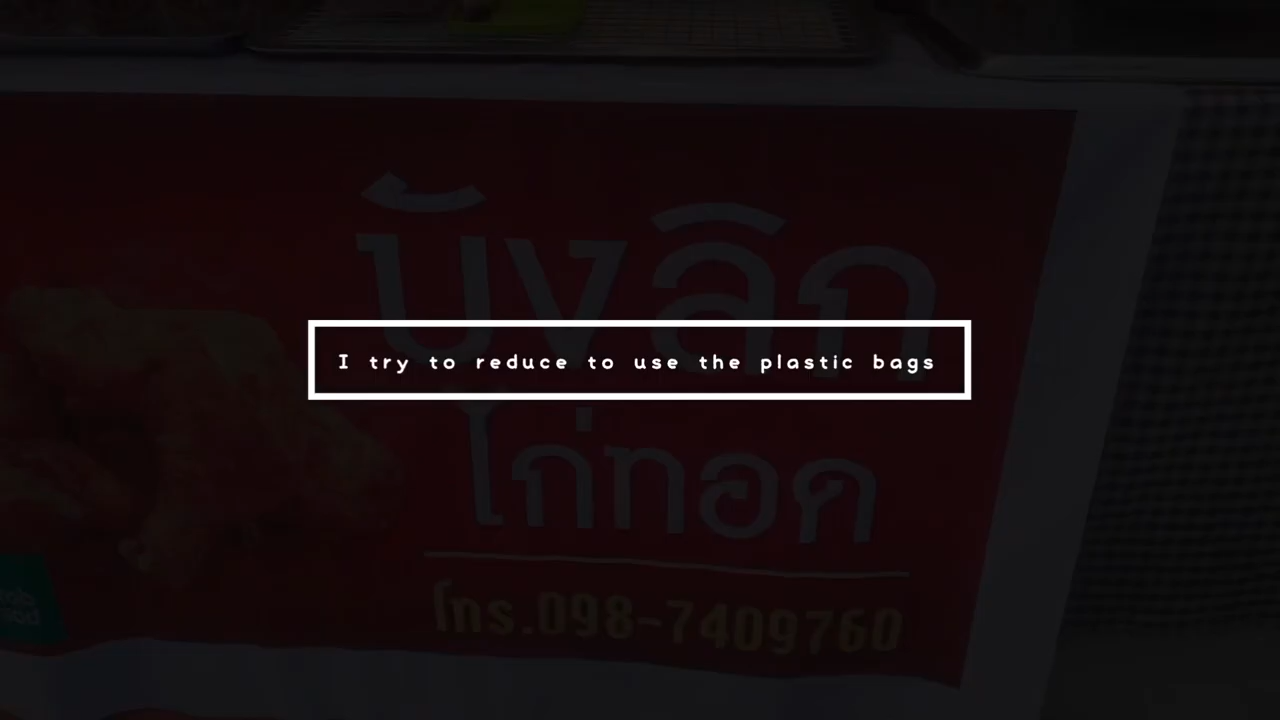 บังลิก
I try to reduce to use the plastic bags
ไก่ทอด
โทร.098-7409760